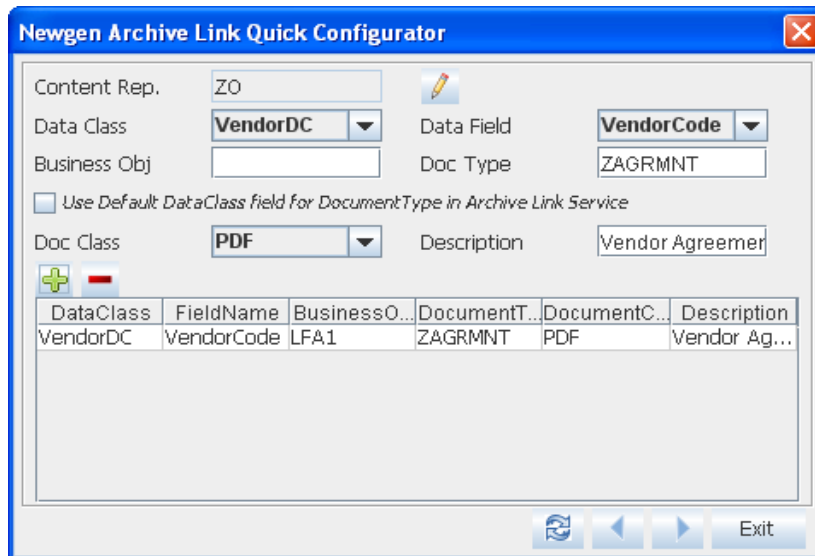 Newgen Archive Link Quick Configurator
Content Rep. ZO
Data Class VendorDC Data Field VendorCode
Business Obj Doc Type ZAGRMNT
Use Default DataClass field for DocumentType in Archive Link Service
Doc Class PDF Description Vendor Agreemer
DataClass FieldName BusinessO... DocumentT... DocumentC... Description
VendorDC VendorCode LFA1 ZAGRMNT PDF Vendor Ag...
Exit